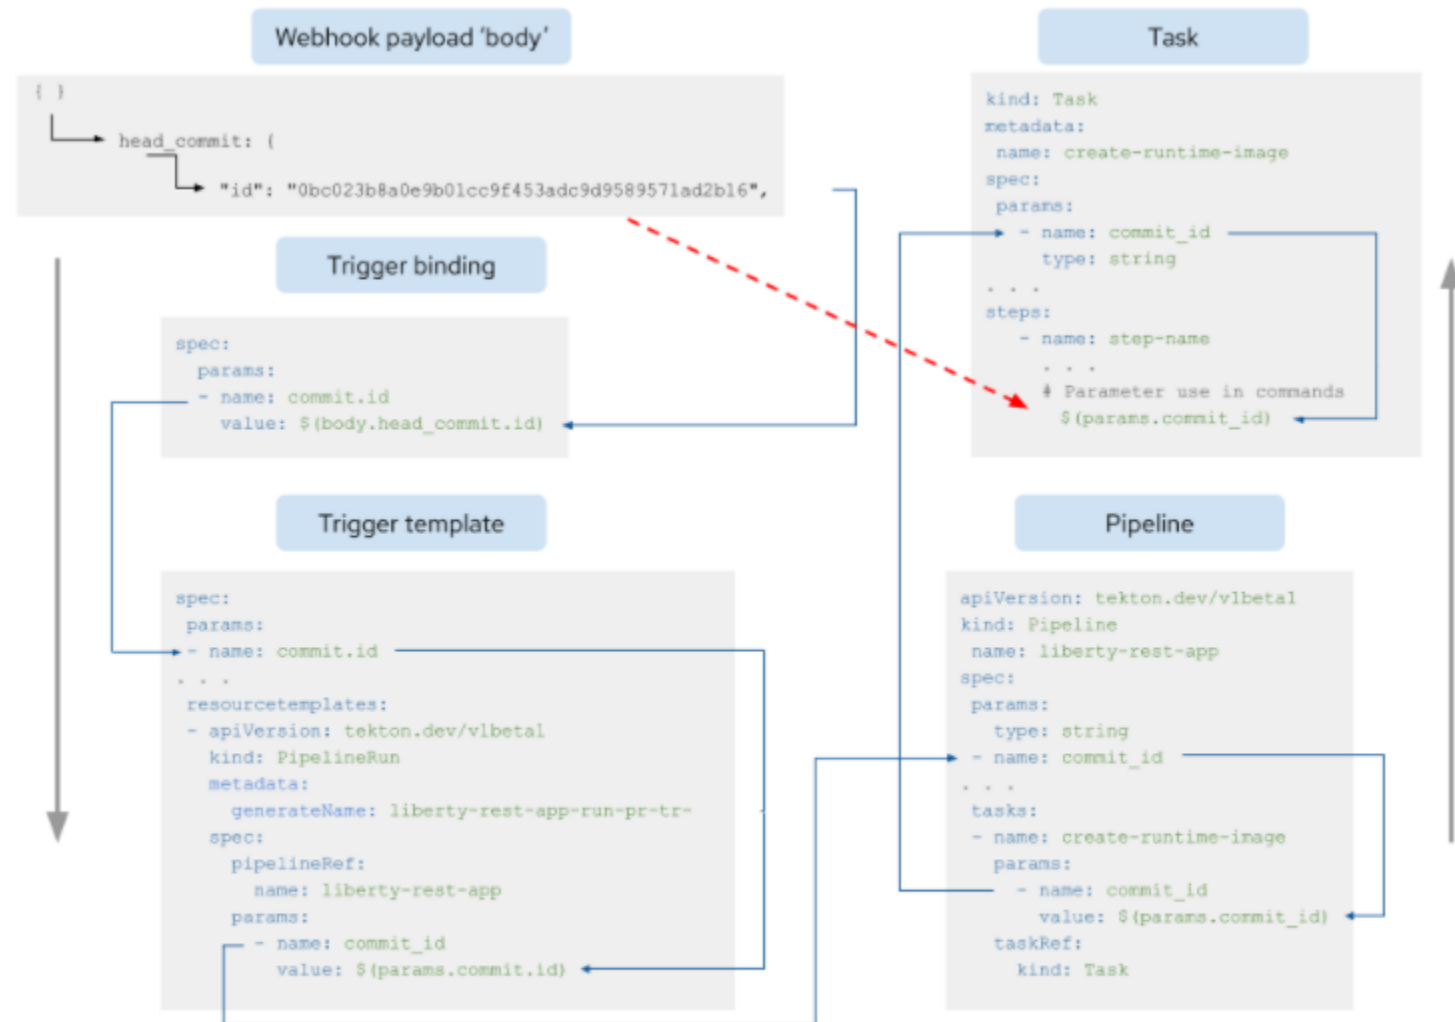 Webhook payload ‘body’
{ }
head_commit: {
"id": "0bc023b8a0e9b01cc9f453adc9d9589571ad2b16",
Trigger binding
spec:
params:
- name: commit.id
value: $(body.head_commit.id)
Trigger template
spec:
params:
- name: commit.id
. . .
resourcetemplates:
- apiVersion: tekton.dev/v1beta1
kind: PipelineRun
metadata:
generateName: liberty-rest-app-run-pr-tr-
spec:
pipelineRef:
name: liberty-rest-app
params:
- name: commit_id
value: $(params.commit.id)
Task
kind: Task
metadata:
name: create-runtime-image
spec:
params:
- name: commit_id
type: string
. . .
steps:
- name: step-name
. . .
# Parameter use in commands
$(params.commit_id)
Pipeline
apiVersion: tekton.dev/v1beta1
kind: Pipeline
name: liberty-rest-app
spec:
params:
type: string
- name: commit_id
. . .
tasks:
- name: create-runtime-image
params:
- name: commit_id
value: $(params.commit_id)
taskRef:
kind: Task